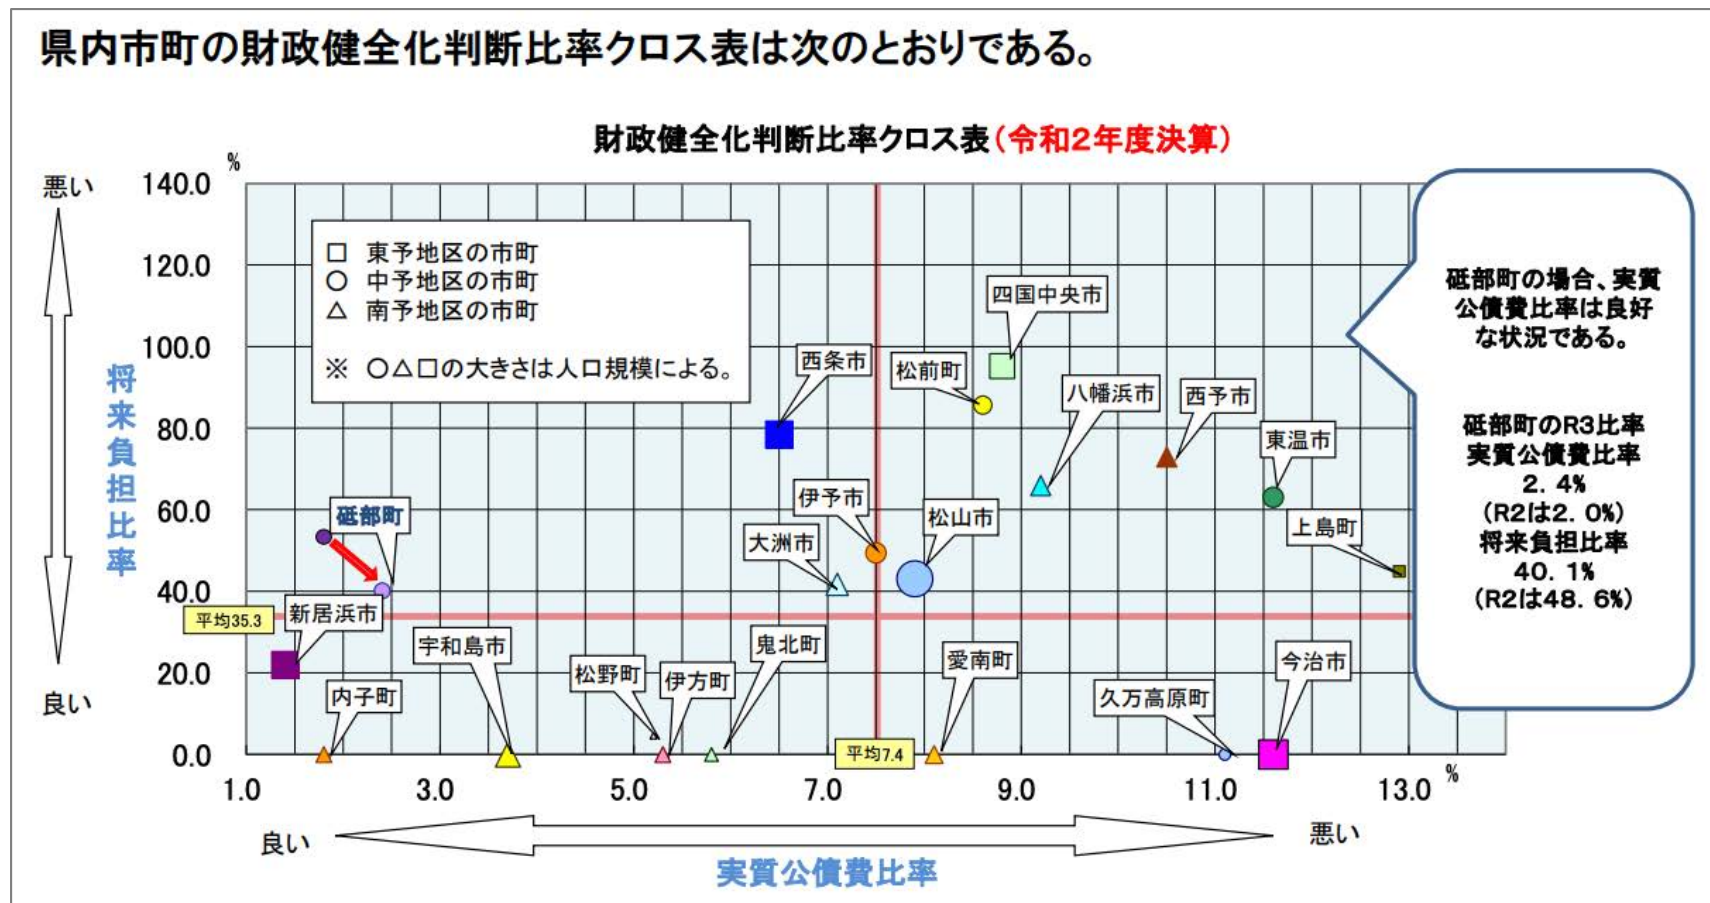 県内市町の財政健全化判断比率クロス表は次のとおりである。
財政健全化判断比率クロス表(令和2年度決算)
%
悪い
140.0
120.0
100.0
80.0
60.0
40.0
20.0
0.0
良い
将来負担比率
□ 東予地区の市町
○ 中予地区の市町
△ 南予地区の市町
※ ○△□の大きさは人口規模による。
四国中央市
西条市
松前町
八幡浜市
西予市
東温市
伊予市
松山市
砥部町
大洲市
上島町
平均35.3
新居浜市
宇和島市
松野町
伊方町
鬼北町
愛南町
今治市
内子町
久万高原町
平均7.4
1.0
3.0
5.0
7.0
9.0
11.0
13.0
%
良い
悪い
実質公債費比率
砥部町の場合、実質
公債費比率は良好
な状況である。
砥部町のR3比率
実質公債費比率
2.4%
(R2は2.0%)
将来負担比率
40.1%
(R2は48.6%)